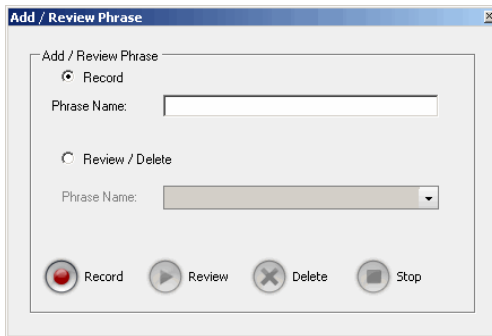 Add / Review Phrase
Add / Review Phrase
Record
Phrase Name:
Review / Delete
Phrase Name:
Record Review Delete Stop